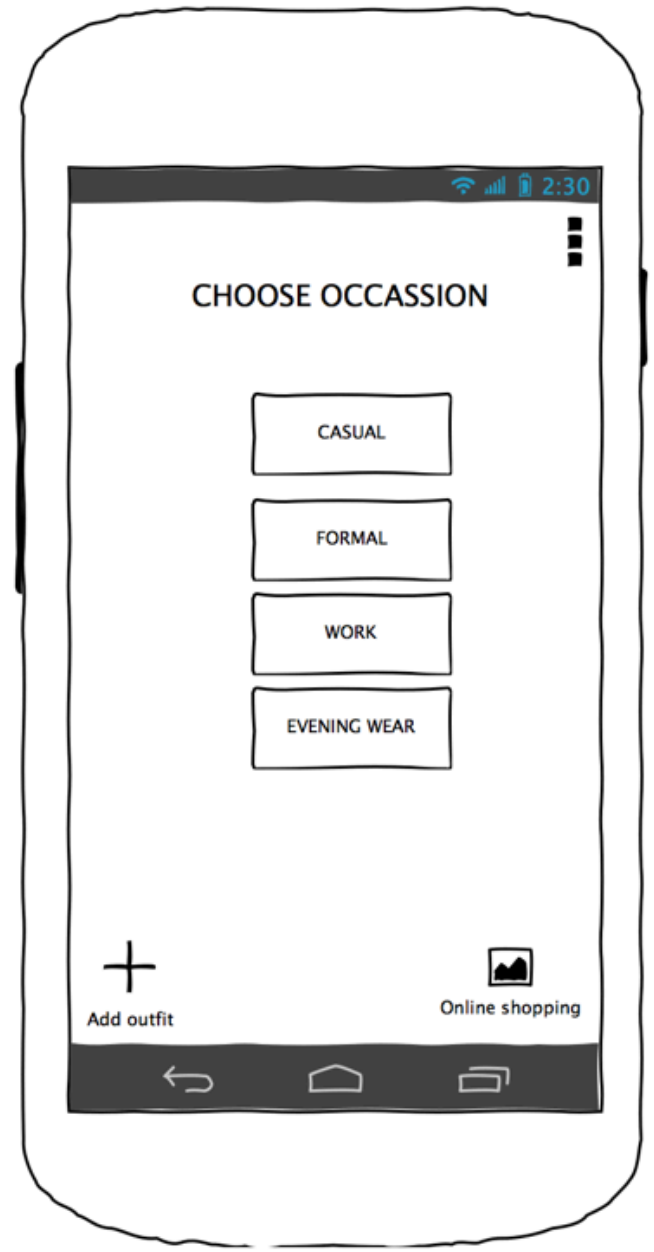 2:30
CHOOSE OCCASSION
CASUAL
FORMAL
WORK
EVENING WEAR
Add outfit
Online shopping